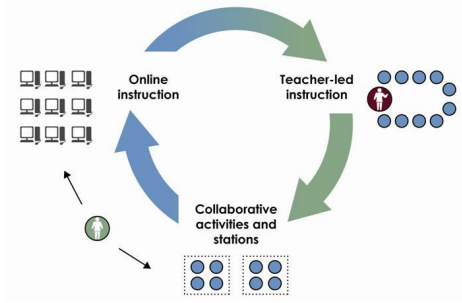 Online
instruction
Teacher-led
instruction
Collaborative
activities and
stations